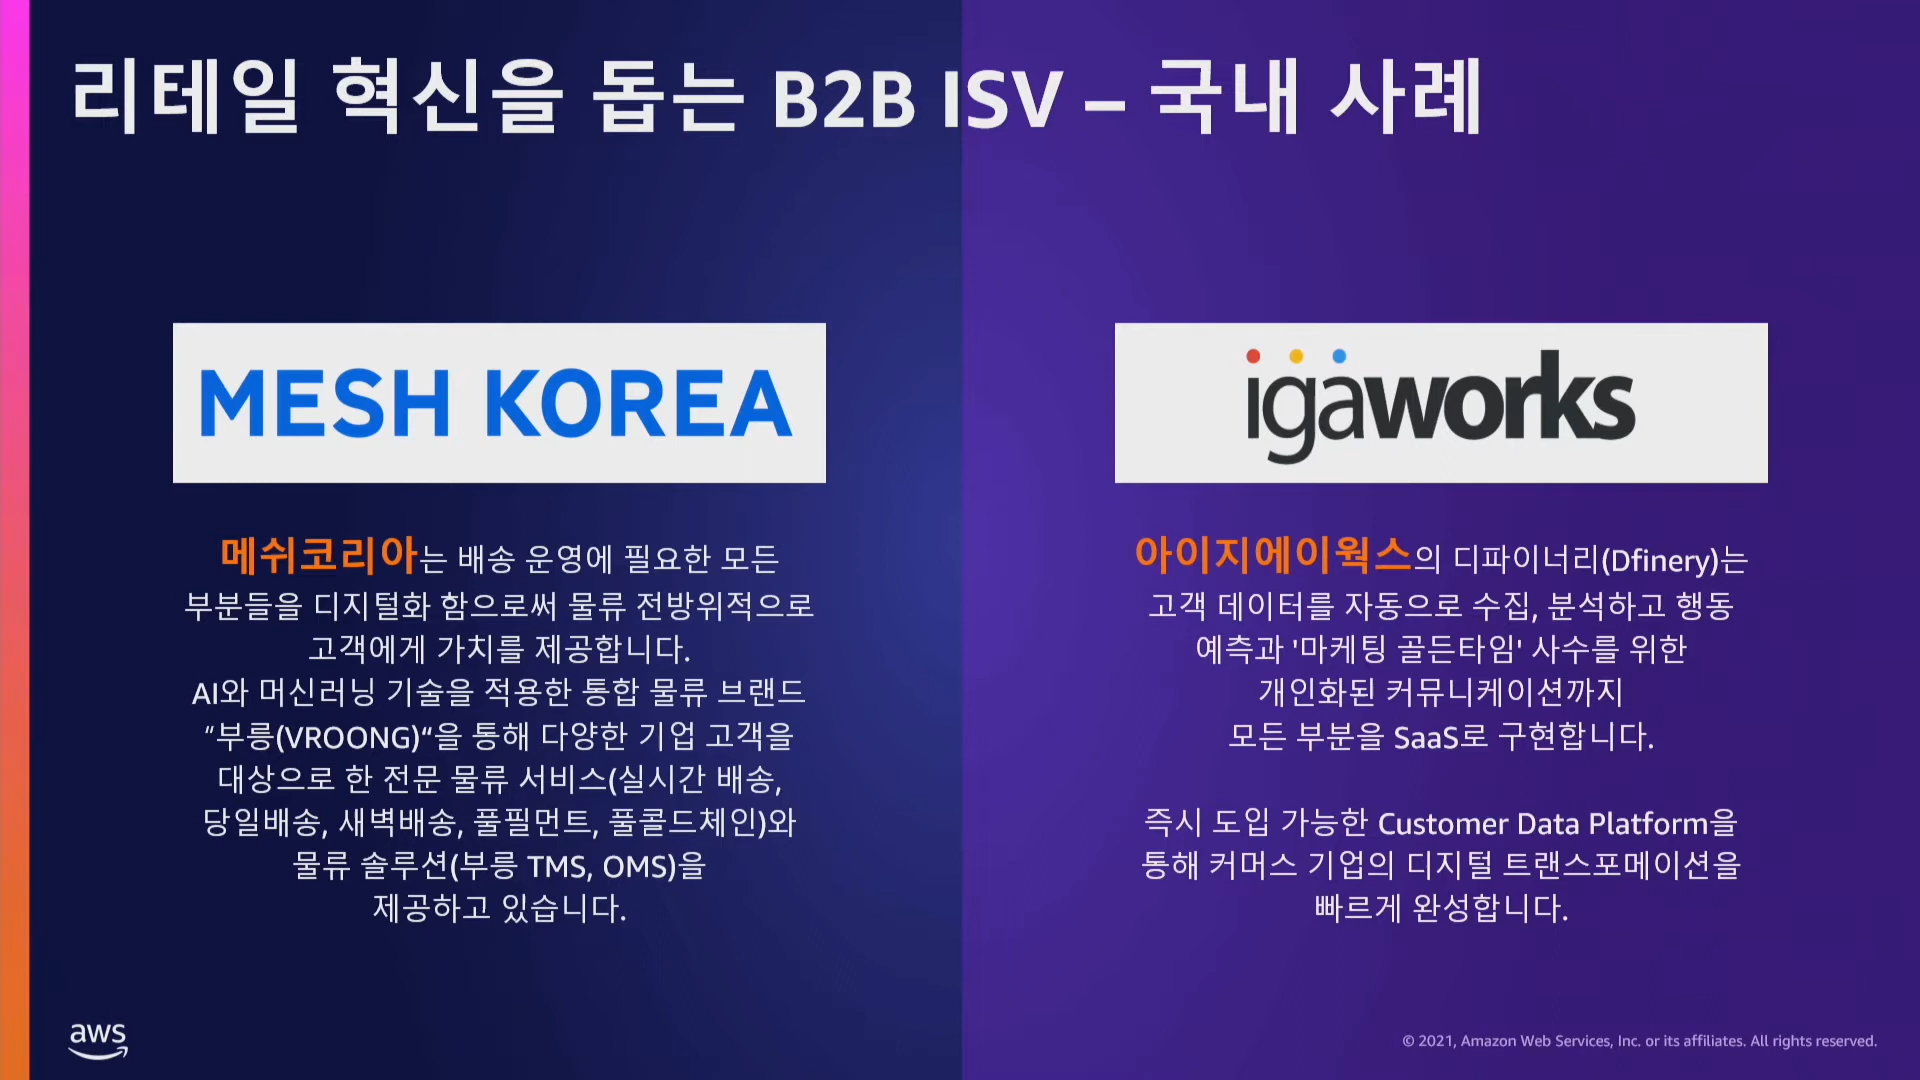 리테일 혁신을 돕는 B2B ISV – 국내 사례
MESH KOREA
메쉬코리아는 배송 운영에 필요한 모든
부분들을 디지털화 함으로써 물류 전방위적으로
고객에게 가치를 제공합니다.
AI와 머신러닝 기술을 적용한 통합 물류 브랜드
“부릉(VROONG)“을 통해 다양한 기업 고객을
대상으로 한 전문 물류 서비스(실시간 배송,
당일배송, 새벽배송, 풀필먼트, 풀콜드체인)와
물류 솔루션(부릉 TMS, OMS)을
제공하고 있습니다.
igaworks
아이지에이웍스의 디파이너리(Dfinery)는
고객 데이터를 자동으로 수집, 분석하고 행동
예측과 '마케팅 골든타임' 사수를 위한
개인화된 커뮤니케이션까지
모든 부분을 SaaS로 구현합니다.
즉시 도입 가능한 Customer Data Platform을
통해 커머스 기업의 디지털 트랜스포메이션을
빠르게 완성합니다.
aws
© 2021, Amazon Web Services, Inc. or its affiliates. All rights reserved.